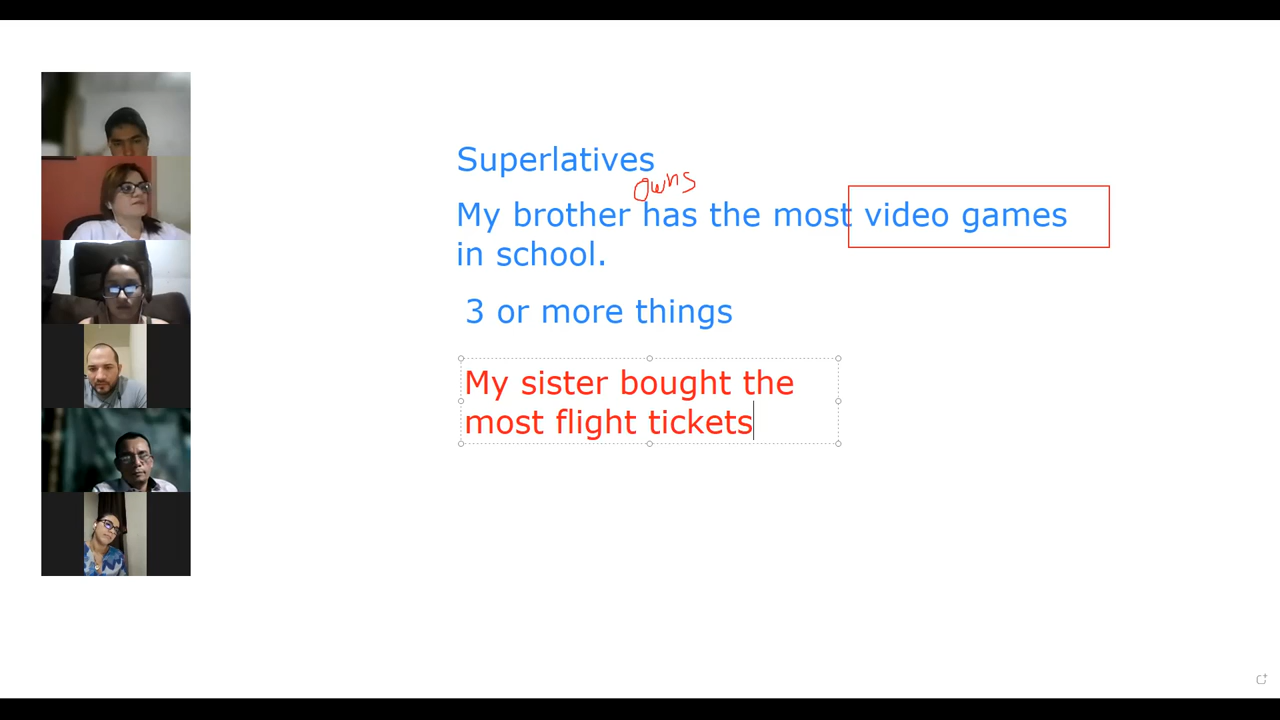 Superlatives
owns
My brother has the most video games
in school.
3 or more things
My sister bought the
most flight tickets